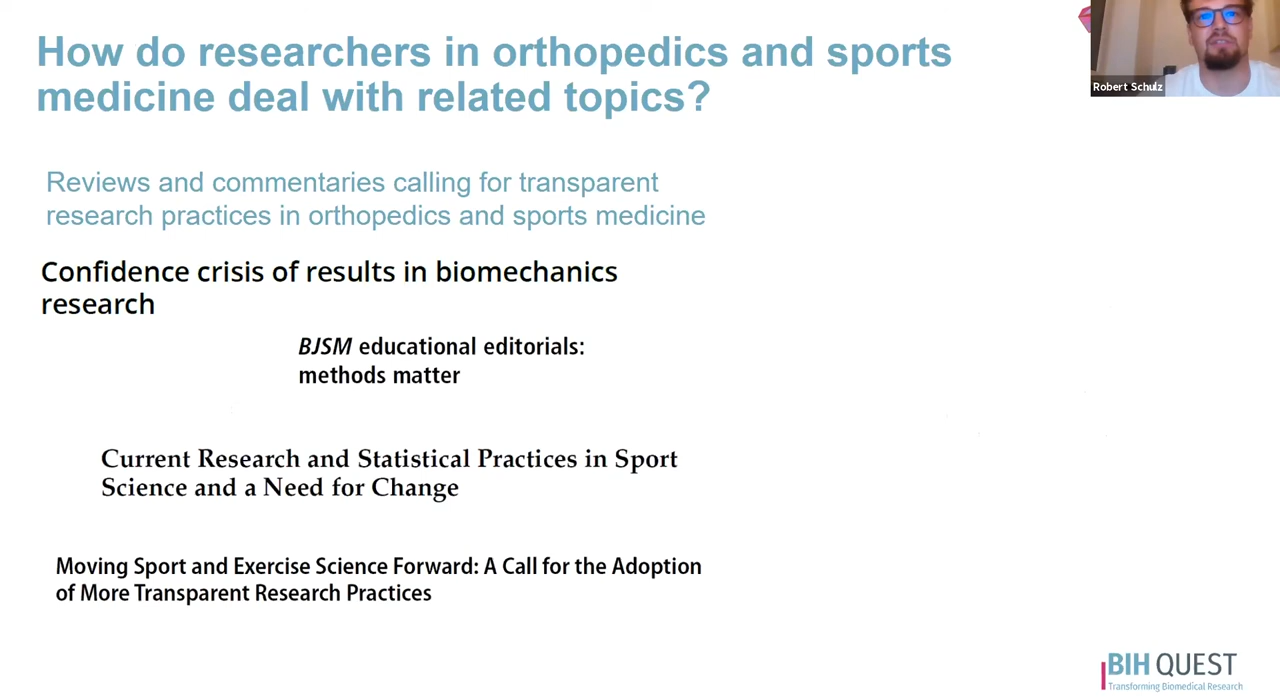 How do researchers in orthopedics and sports
medicine deal with related topics?
Robert Schulz
Reviews and commentaries calling for transparent
research practices in orthopedics and sports medicine
Confidence crisis of results in biomechanics
research
BJSM educational editorials:
methods matter
Current Research and Statistical Practices in Sport
Science and a Need for Change
Moving Sport and Exercise Science Forward: A Call for the Adoption
of More Transparent Research Practices
BIH QUEST
Transforming Biomedical Research